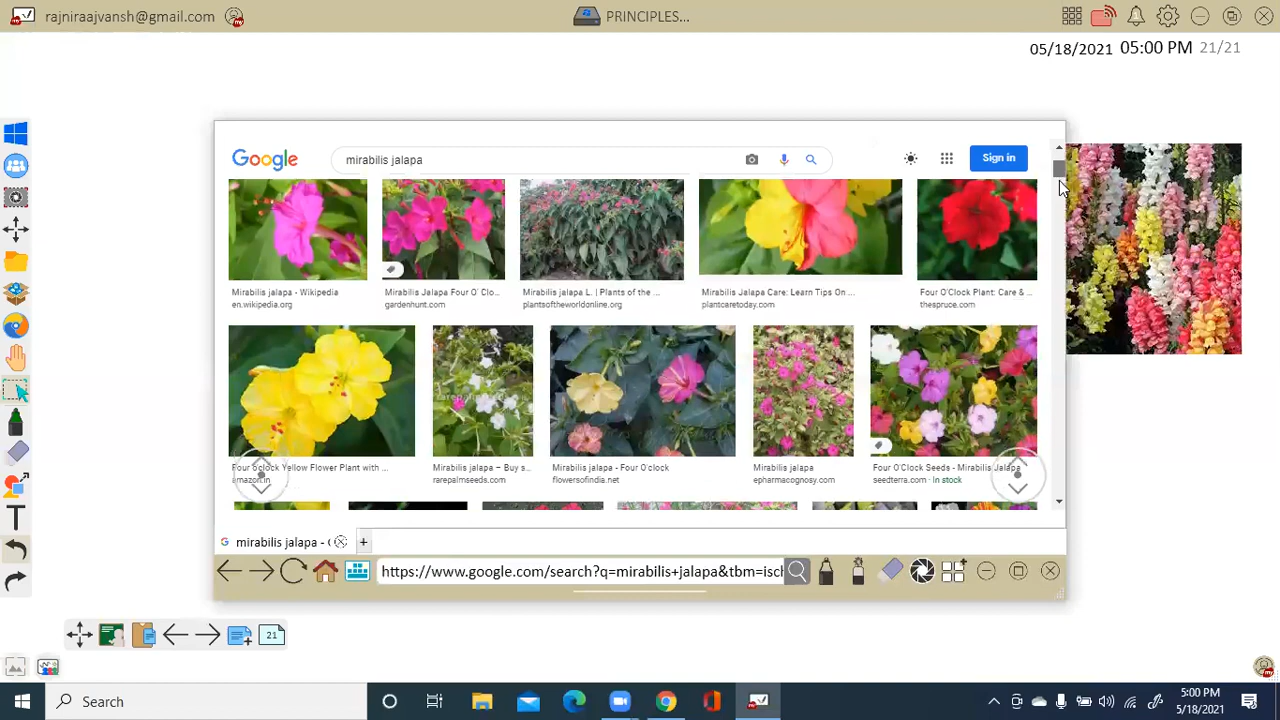 rajniraajvansh@gmail.com
PRINCIPLES...
05/18/2021 05:00 PM 21/21
Google
mirabilis jalapa
Sign in
Mirabilis jalapa - Wikipedia
en.wikipedia.org
Mirabilis Jalapa Four O' Clo...
gardenhunt.com
Mirabilis jalapa L. | Plants of the ...
plantsoftheworldonline.org
Mirabilis Jalapa Care: Learn Tips On ...
plantcaretoday.com
Four O'Clock Plant: Care & ...
thespruce.com
Four o'clock Yellow Flower Plant with ...
amazon.in
Mirabilis jalapa – Buy s...
rarepalmseeds.com
Mirabilis jalapa - Four O'clock
flowersofindia.net
Mirabilis jalapa
epharmacognosy.com
Four O'Clock Seeds - Mirabilis Jalapa
seedterra.com · In stock
mirabilis jalapa -
https://www.google.com/search?q=mirabilis+jalapa&tbm=isch
21
Search
5:00 PM
5/18/2021